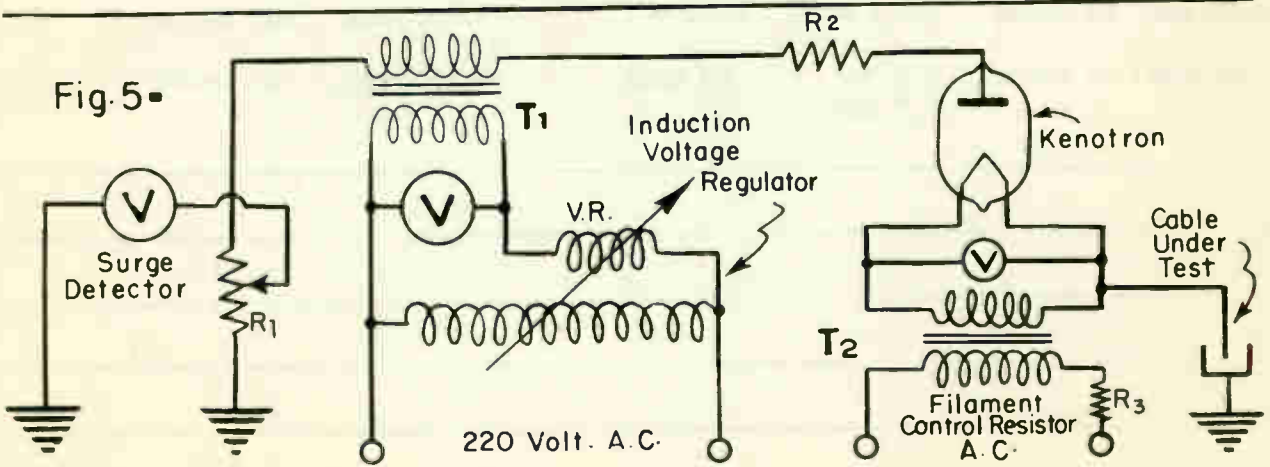 Fig. 5-
R2
T1
Induction
Voltage
Regulator
Kenotron
V
V
V.R.
Cable
Under
Test
Surge
Detector
R1
V
T2
Filament
Control Resistor
A.C.
R3
220 Volt. A.C.